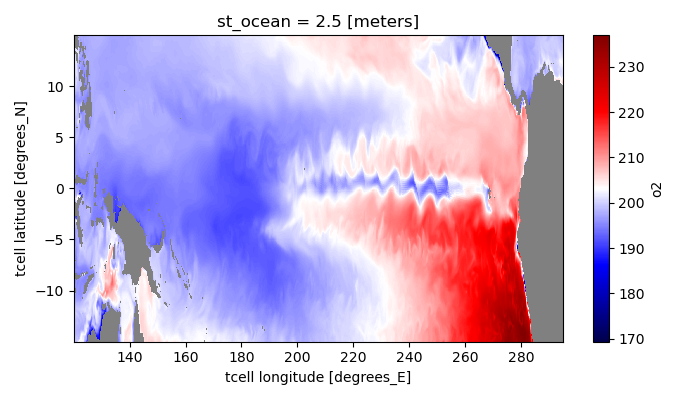 st_ocean = 2.5 [meters]
10
5
0
−5
−10
tcell latitude [degrees_N]
140 160 180 200 220 240 260 280
tcell longitude [degrees_E]
230
220
210
200
190
180
170
o2